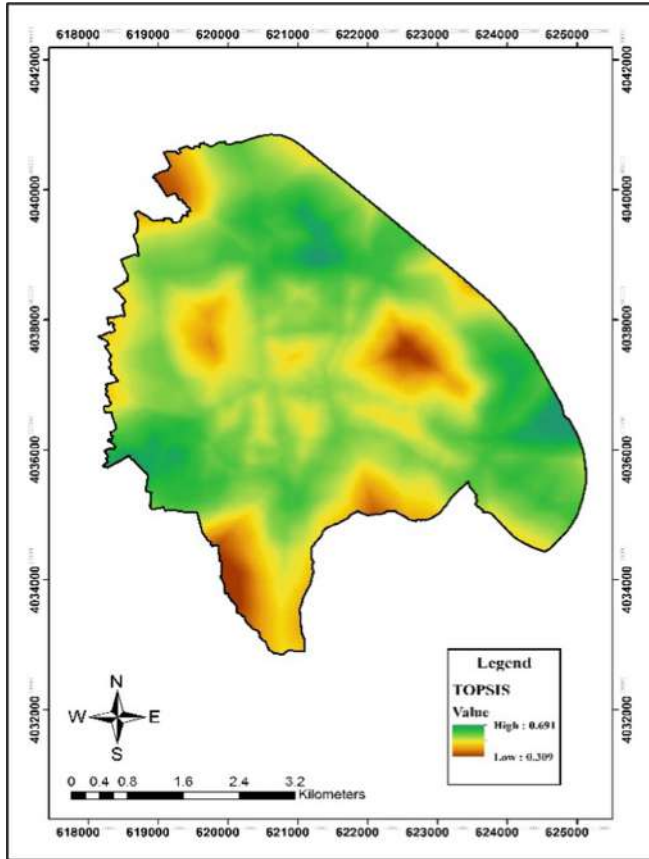 618000 619000 620000 621000 622000 623000 624000 625000
4042000 4042000
4040000 4040000
4038000 4038000
4036000 4036000
4034000 4034000
4032000 4032000
N
W E
S
0 0.4 0.8 1.6 2.4 3.2
Kilometers
Legend
TOPSIS
Value
High : 0.691
Low : 0.309
618000 619000 620000 621000 622000 623000 624000 625000